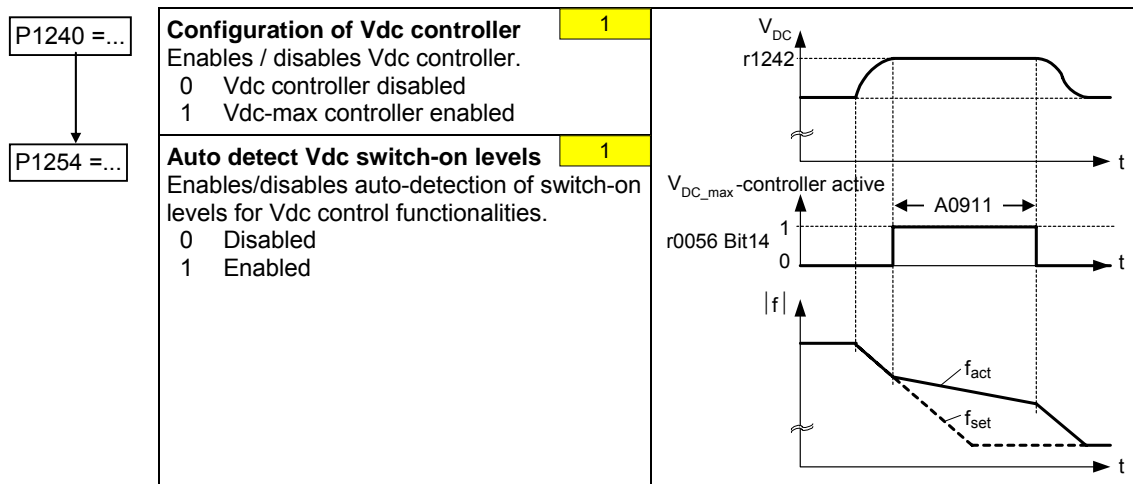 P1240 =...
Configuration of Vdc controller 1
Enables / disables Vdc controller.
0 Vdc controller disabled
1 Vdc-max controller enabled
P1254 =...
Auto detect Vdc switch-on levels 1
Enables/disables auto-detection of switch-on
levels for Vdc control functionalities.
0 Disabled
1 Enabled
VDC
r1242
t
VDC_max-controller active
A0911
1
r0056 Bit14
0
t
|f|
fact
fset
t